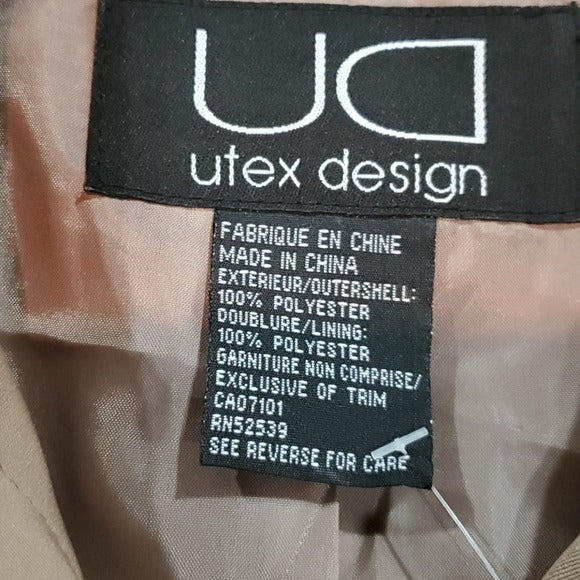 UD
utex design
FABRIQUE EN CHINE
MADE IN CHINA
EXTERIEUR/OUTERSHELL:
100% POLYESTER
DOUBLURE/LINING:
100% POLYESTER
GARNITURE NON COMPRISE/
EXCLUSIVE OF TRIM
CA07101
RN52539
SEE REVERSE FOR CARE